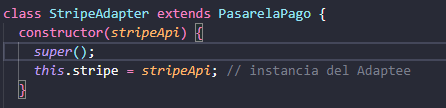 class StripeAdapter extends PasarelaPago {
  constructor(stripeApi) {
    super();
    this.stripe = stripeApi; // instancia del Adaptee
  }